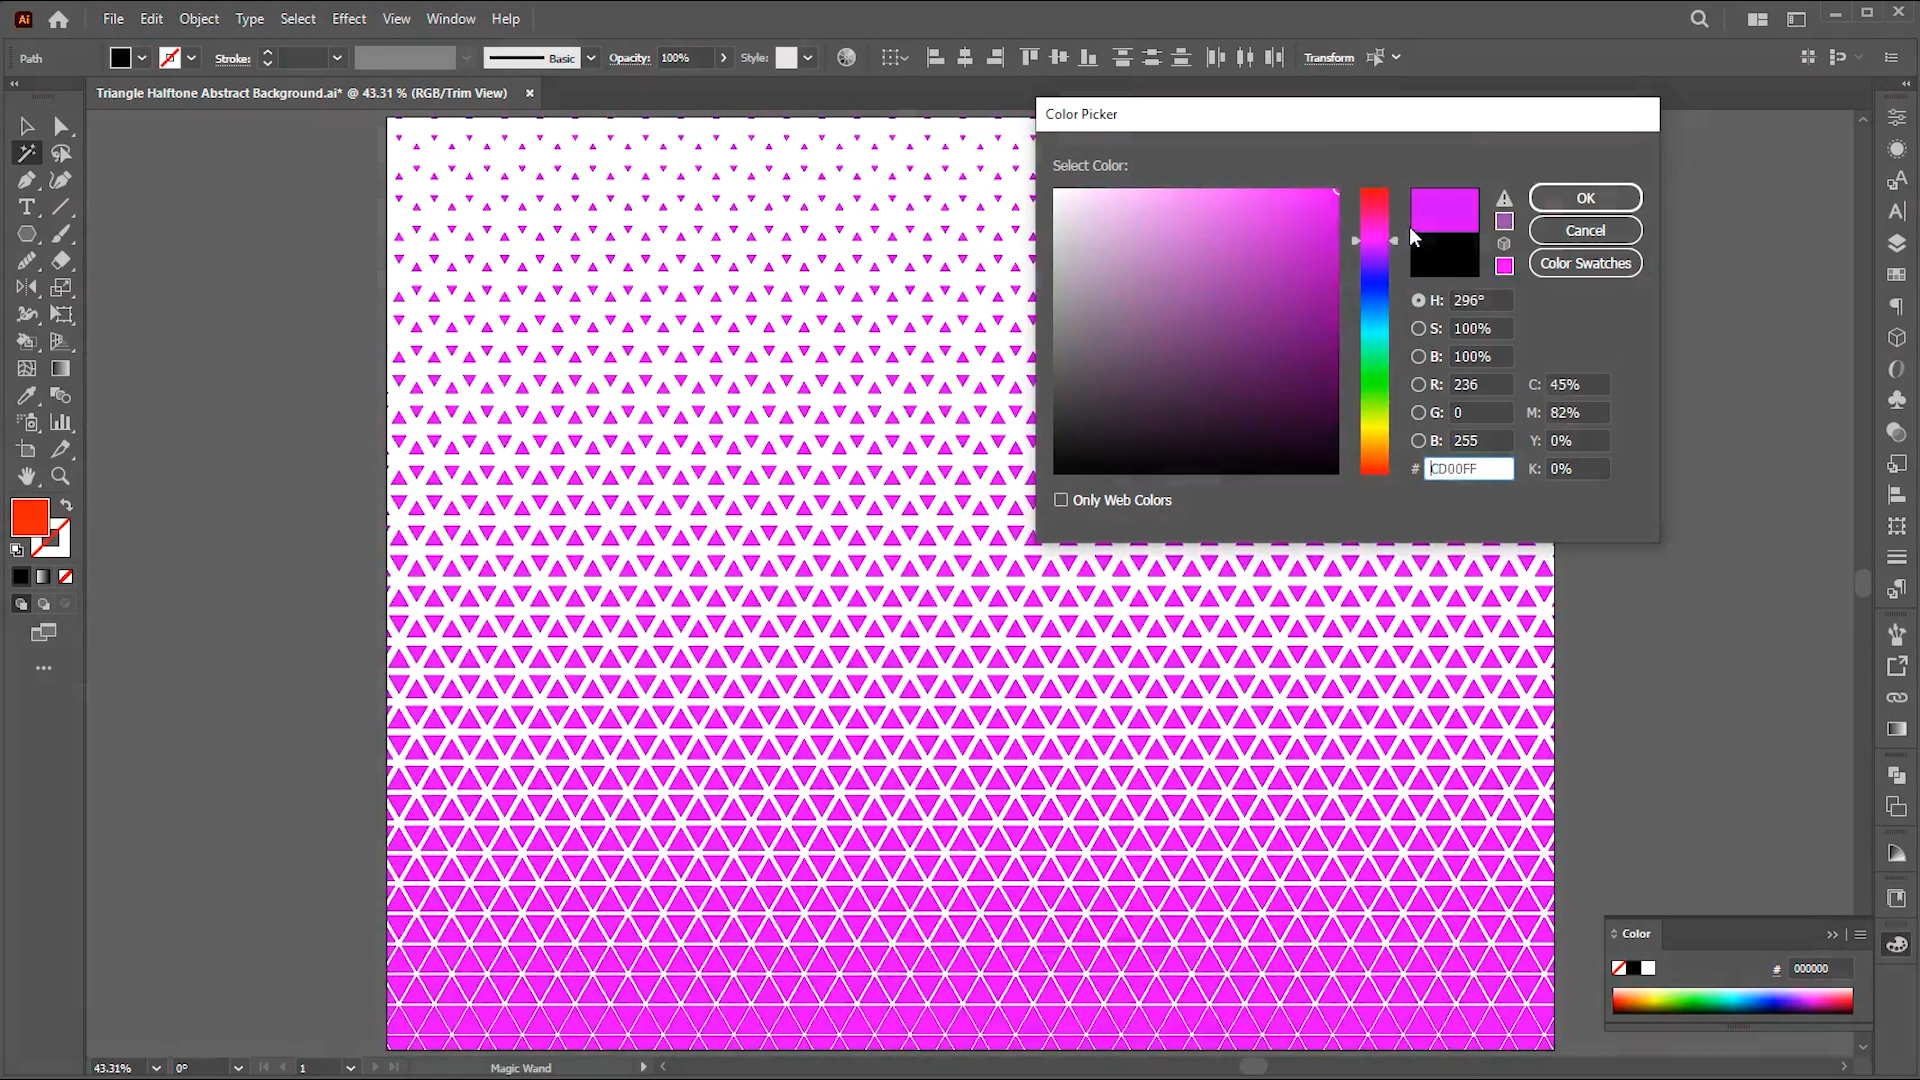 Ai File Edit Object Type Select Effect View Window Help
Path Stroke: Basic Opacity: 100% Style: Transform
Triangle Halftone Abstract Background.ai* @ 43.31 % (RGB/Trim View) ×
Color Picker
Select Color:
OK
Cancel
Color Swatches
H: 296°
S: 100%
B: 100%
R: 236 C: 45%
G: 0 M: 82%
B: 255 Y: 0%
# CD00FF K: 0%
Only Web Colors
Color
# 000000
43.31% 0° 1 Magic Wand